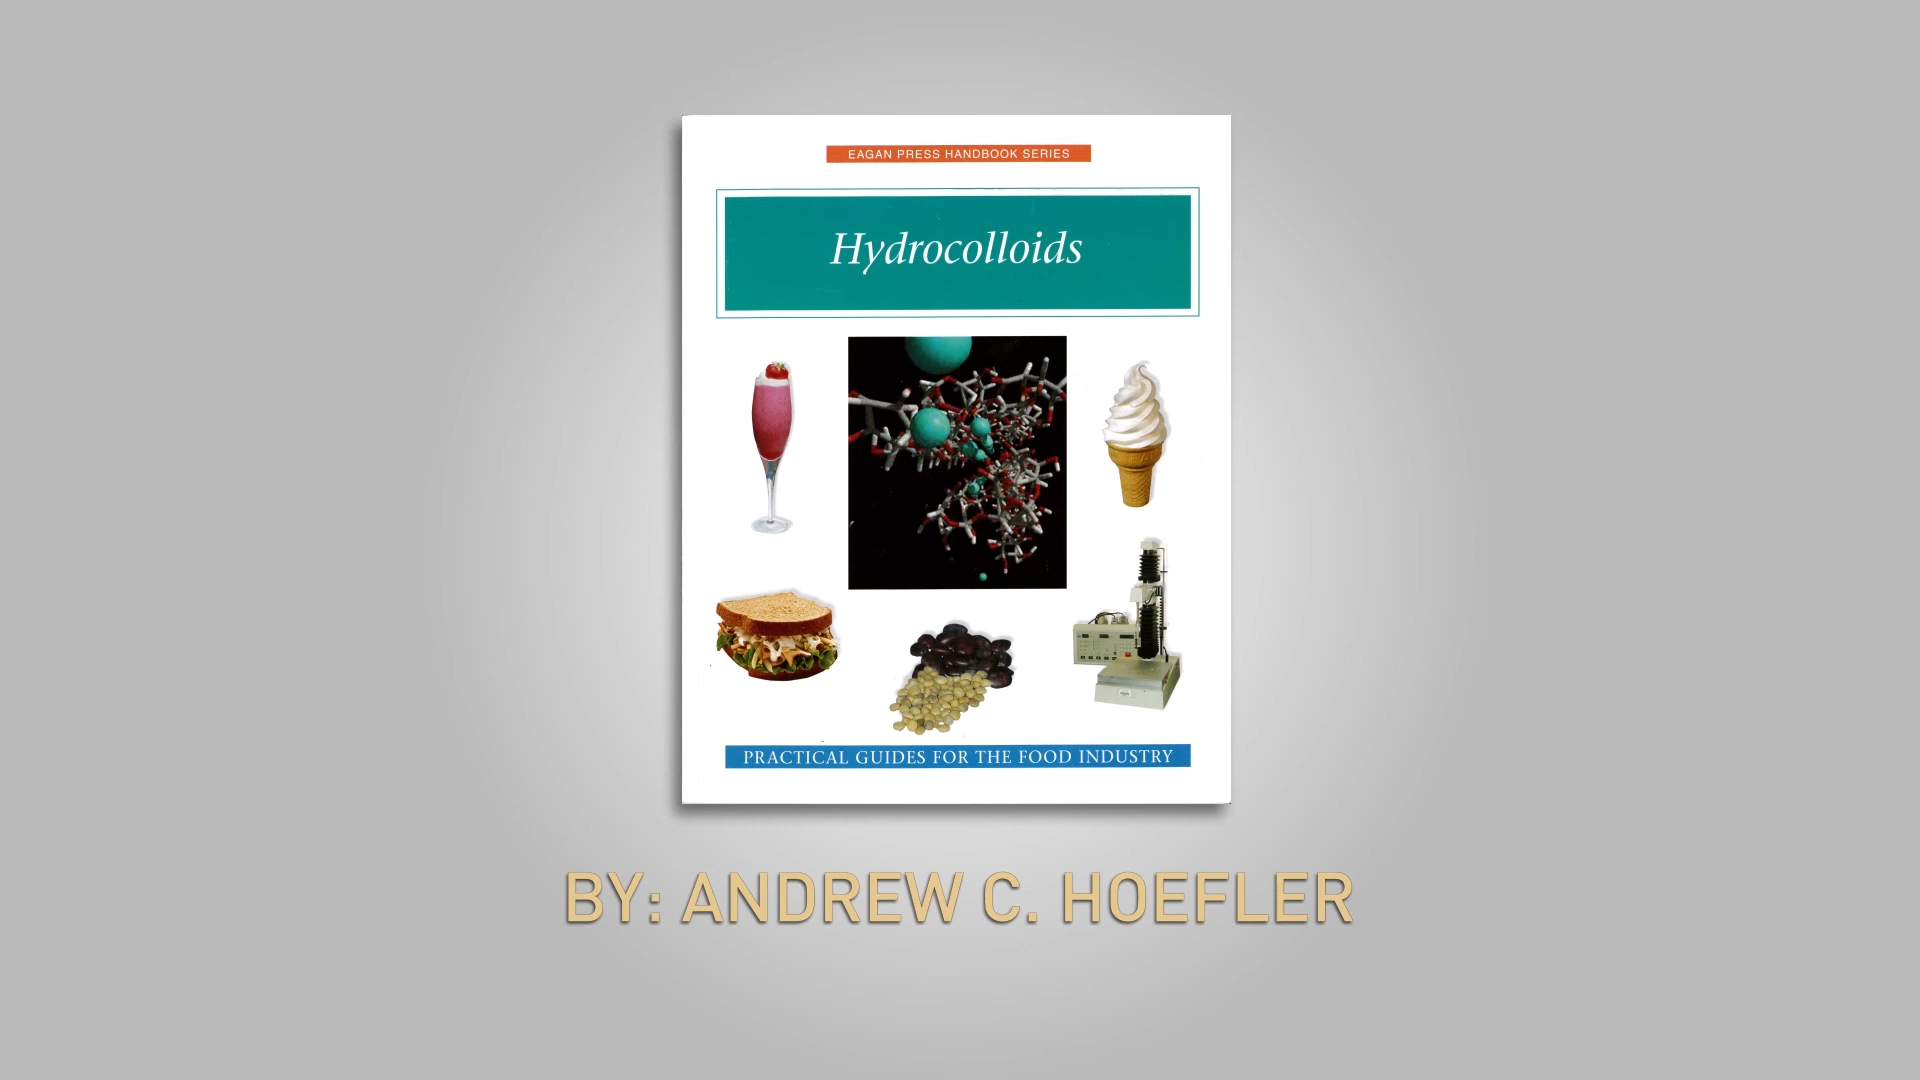 EAGAN PRESS HANDBOOK SERIES
Hydrocolloids
PRACTICAL GUIDES FOR THE FOOD INDUSTRY
BY: ANDREW C. HOEFLER